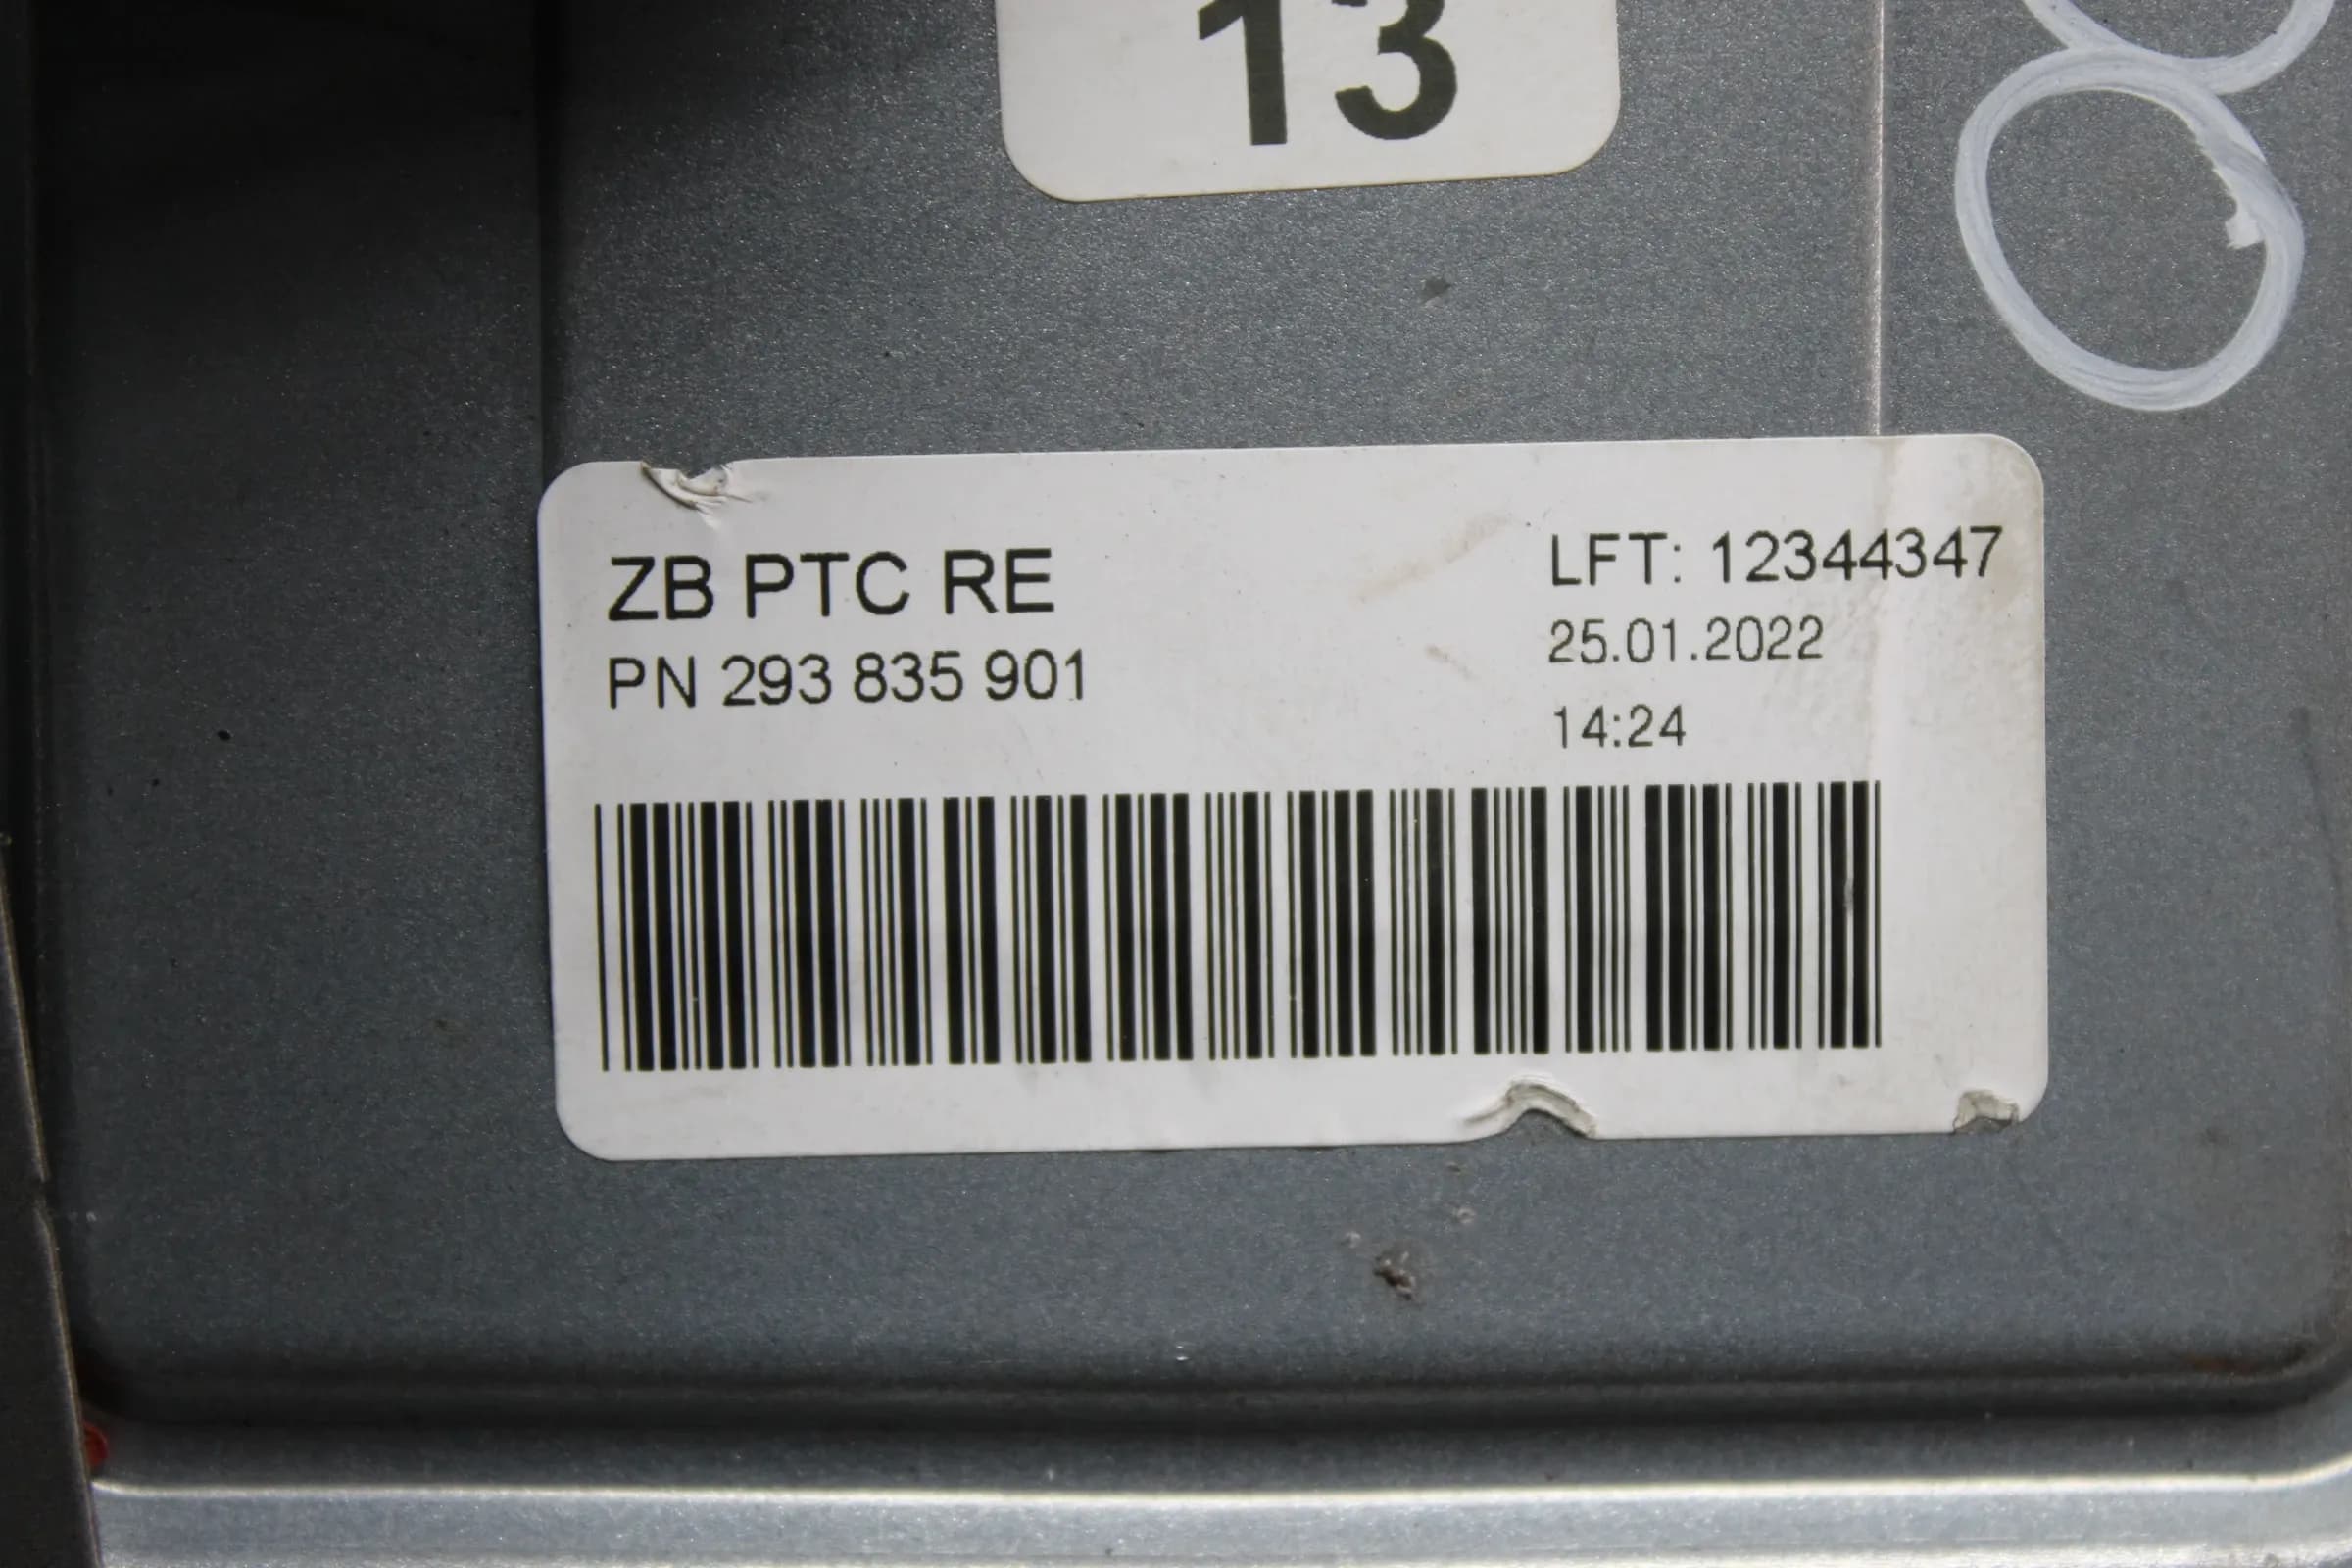 13
ZB PTC RE
PN 293 835 901
LFT: 12344347
25.01.2022
14:24